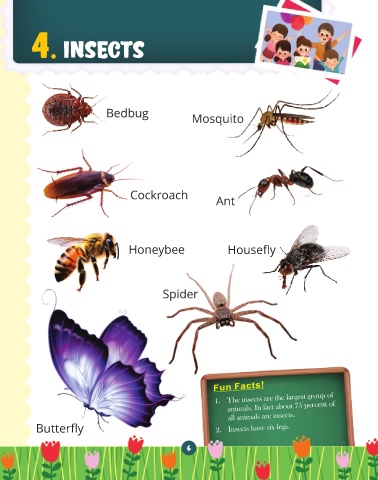 4. INSECTS
Bedbug
Mosquito
Cockroach
Ant
Honeybee
Housefly
Spider
Butterfly
Fun Facts!
1. The insects are the largest group of
animals. In fact about 75 percent of
all animals are insects.
2. Insects have six legs.
6